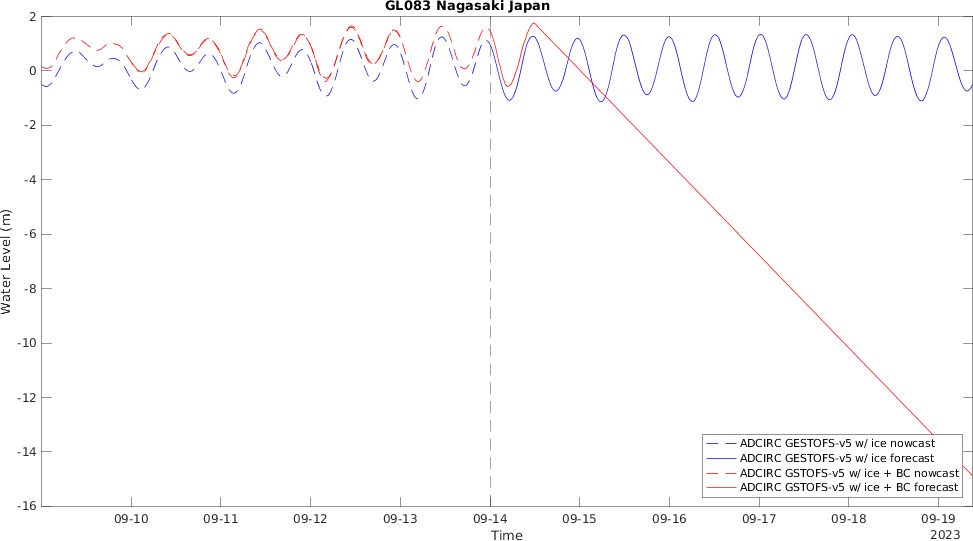 GL083 Nagasaki Japan
2
0
-2
-4
-6
-8
-10
-12
-14
-16
Water Level (m)
ADCIRC GESTOFS-v5 w/ ice nowcast
ADCIRC GESTOFS-v5 w/ ice forecast
ADCIRC GSTOFS-v5 w/ ice + BC nowcast
ADCIRC GSTOFS-v5 w/ ice + BC forecast
09-10 09-11 09-12 09-13 09-14 09-15 09-16 09-17 09-18 09-19
Time
2023